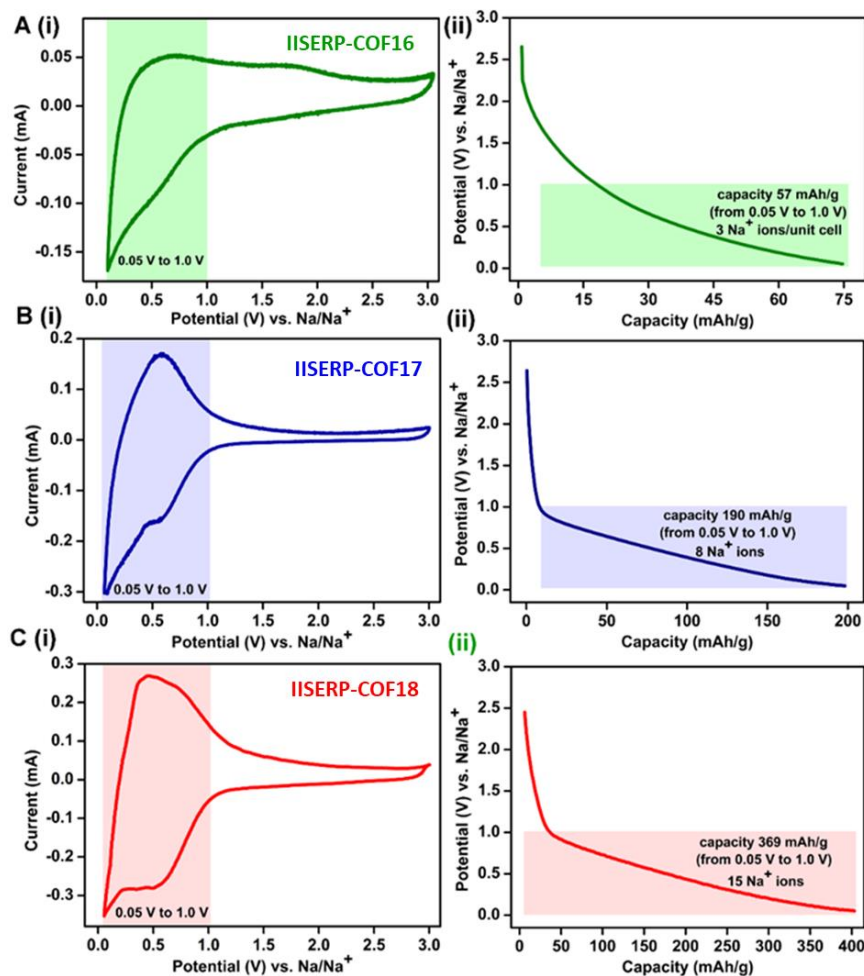 A (i)
IISERP-COF16
0.10
0.05
0.00
-0.05
-0.10
-0.15
Current (mA)
0.05 V to 1.0 V
0.0 0.5 1.0 1.5 2.0 2.5 3.0
Potential (V) vs. Na/Na+
(ii)
3.0
2.5
2.0
1.5
1.0
0.5
0.0
Potential (V) vs. Na/Na+
capacity 57 mAh/g
(from 0.05 V to 1.0 V)
3 Na+ ions/unit cell
0 15 30 45 60 75
Capacity (mAh/g)
B (i)
IISERP-COF17
0.2
0.1
0.0
-0.1
-0.2
-0.3
Current (mA)
0.05 V to 1.0 V
0.0 0.5 1.0 1.5 2.0 2.5 3.0
Potential (V) vs. Na/Na+
(ii)
3.0
2.5
2.0
1.5
1.0
0.5
0.0
Potential (V) vs. Na/Na+
capacity 190 mAh/g
(from 0.05 V to 1.0 V)
8 Na+ ions
0 50 100 150 200
Capacity (mAh/g)
C (i)
IISERP-COF18
0.3
0.2
0.1
0.0
-0.1
-0.2
-0.3
Current (mA)
0.05 V to 1.0 V
0.0 0.5 1.0 1.5 2.0 2.5 3.0
Potential (V) vs. Na/Na+
(ii)
3.0
2.5
2.0
1.5
1.0
0.5
0.0
Potential (V) vs. Na/Na+
capacity 369 mAh/g
(from 0.05 V to 1.0 V)
15 Na+ ions
0 50 100 150 200 250 300 350 400
Capacity (mAh/g)